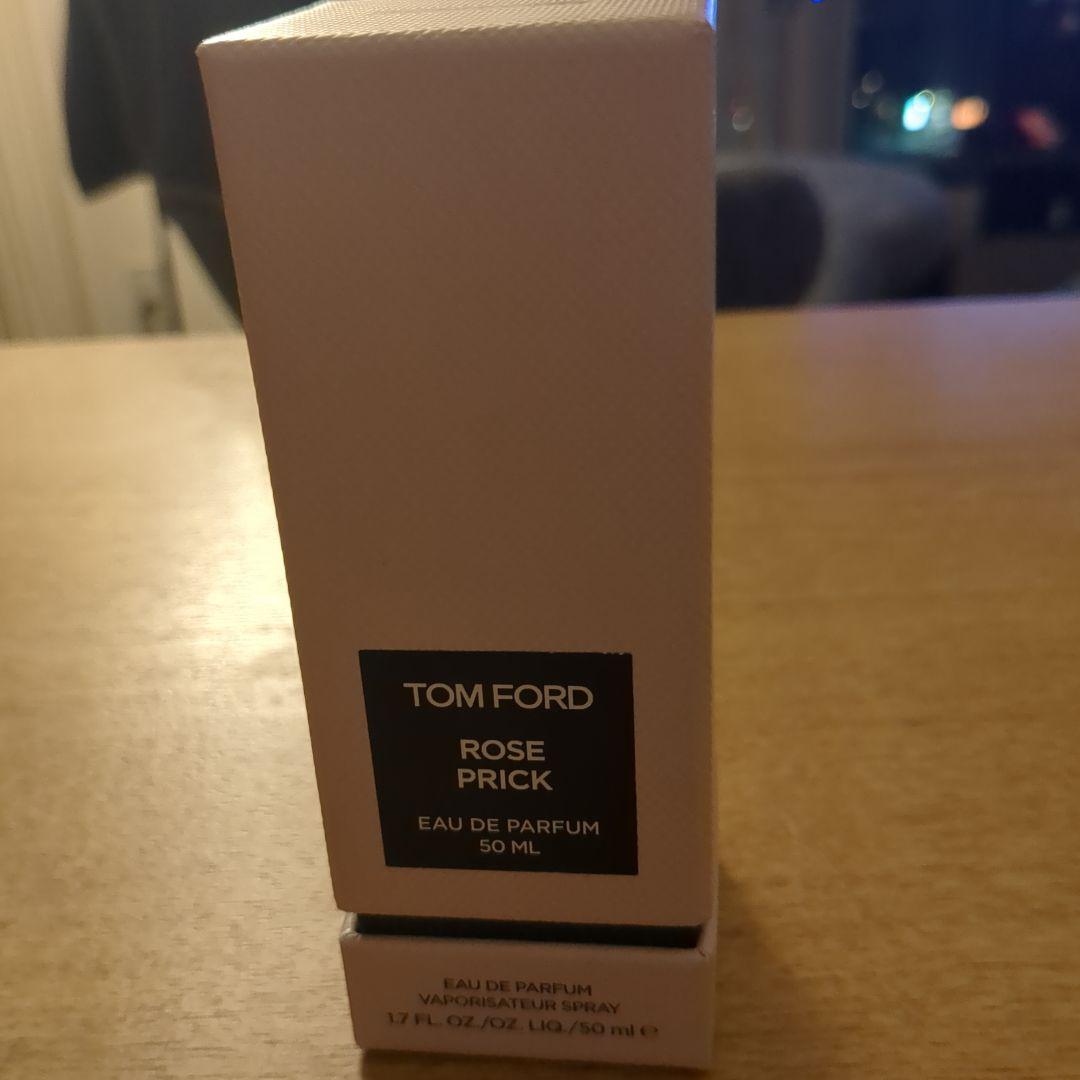 TOM FORD
ROSE
PRICK
EAU DE PARFUM
50 ML
EAU DE PARFUM
VAPORISATEUR SPRAY
1.7 FL. OZ./OZ. LIQ./50 ml ℮